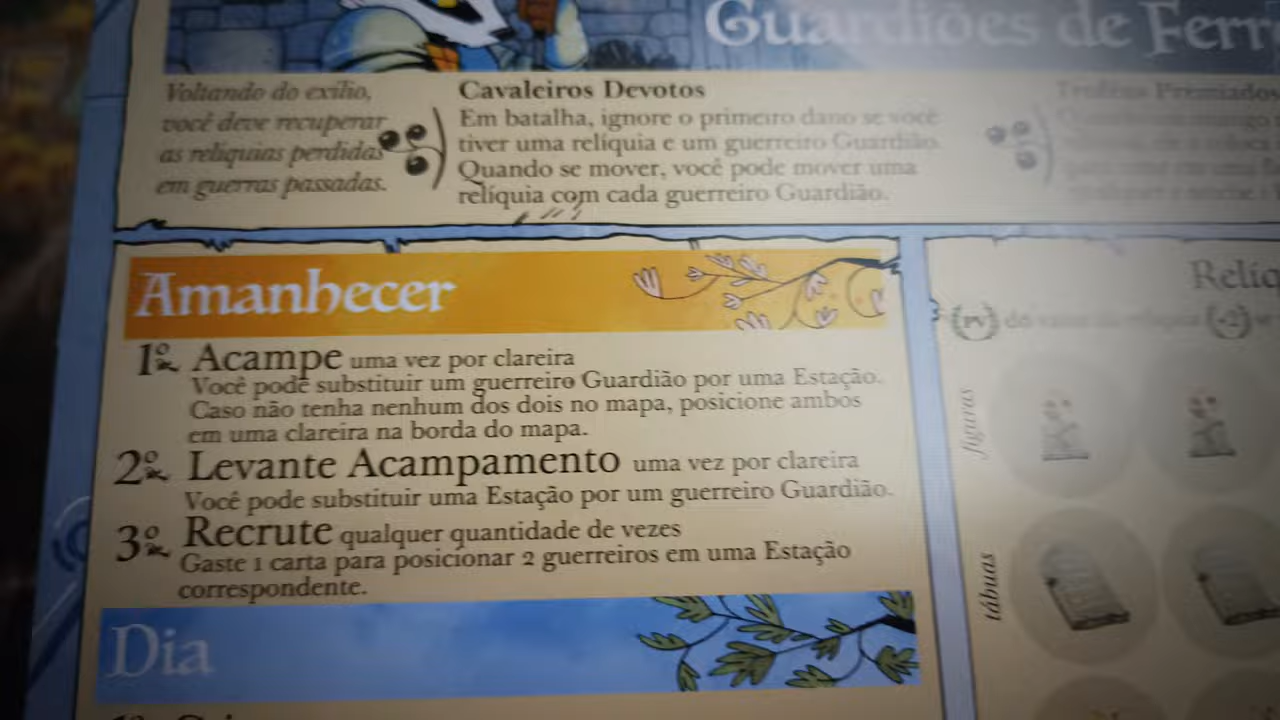 Guardiões de
Voltando do exílio,
você deve recuperar
as relíquias perdidas
em guerras passadas.
Cavaleiros Devotos
Em batalha, ignore o primeiro dano se você
tiver uma relíquia e um guerreiro Guardião.
Quando se mover, você pode mover uma
relíquia com cada guerreiro Guardião.
Troféus Premiados
Amanhecer
1º Acampe uma vez por clareira
Você pode substituir um guerreiro Guardião por uma Estação.
Caso não tenha nenhum dos dois no mapa, posicione ambos
em uma clareira na borda do mapa.
2º Levante Acampamento uma vez por clareira
Você pode substituir uma Estação por um guerreiro Guardião.
3º Recrute qualquer quantidade de vezes
Gaste 1 carta para posicionar 2 guerreiros em uma Estação
correspondente.
Dia
figuras
tábuas